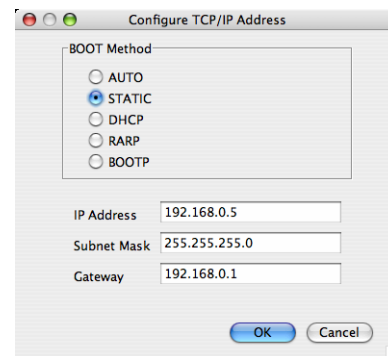 Configure TCP/IP Address
BOOT Method
AUTO
STATIC
DHCP
RARP
BOOTP
IP Address 192.168.0.5
Subnet Mask 255.255.255.0
Gateway 192.168.0.1
OK Cancel